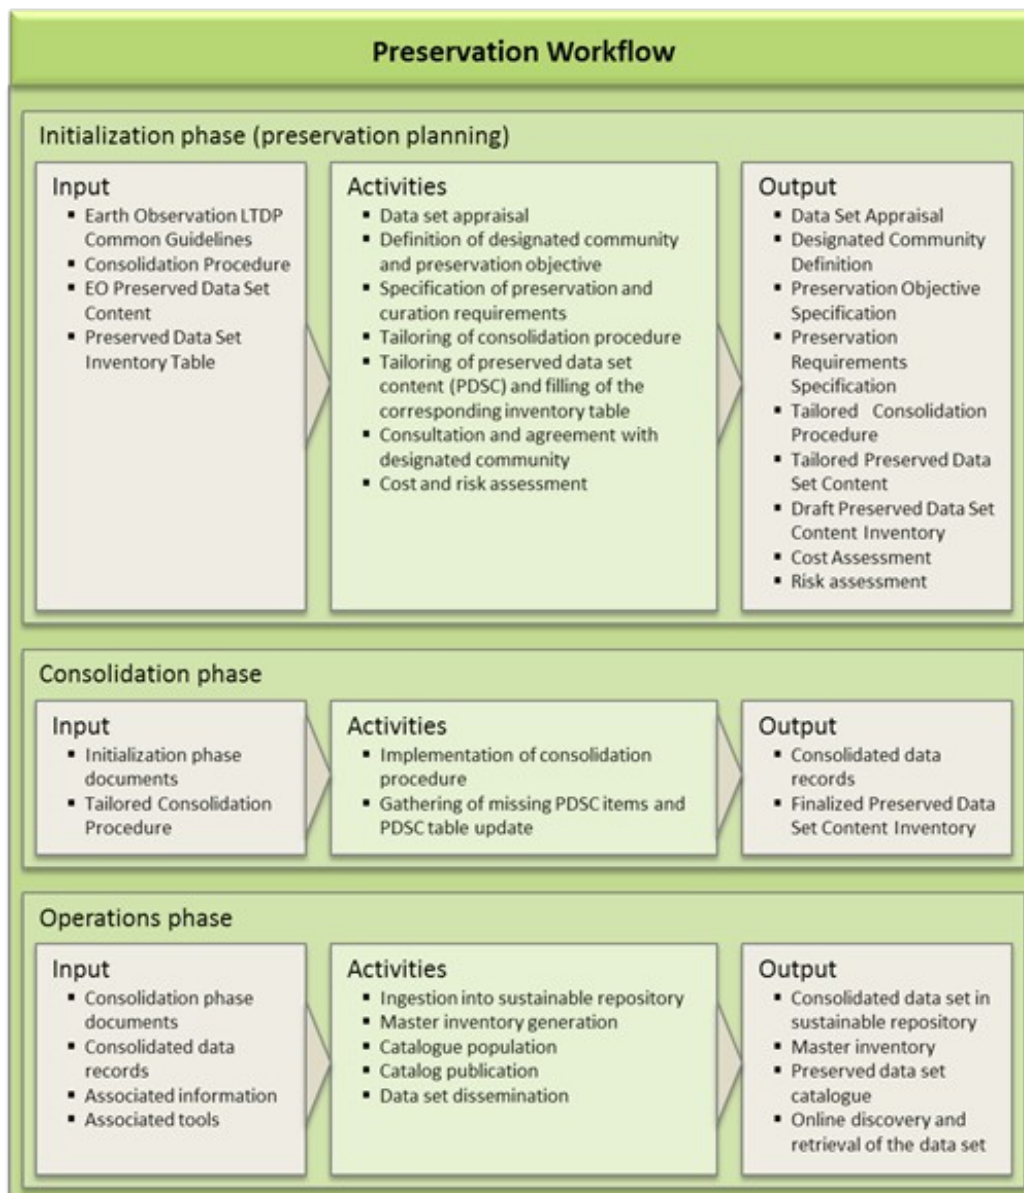 Preservation Workflow
Initialization phase (preservation planning)
Input
▪ Earth Observation LTDP
Common Guidelines
▪ Consolidation Procedure
▪ EO Preserved Data Set
Content
▪ Preserved Data Set
Inventory Table
Activities
▪ Data set appraisal
▪ Definition of designated community
and preservation objective
▪ Specification of preservation and
curation requirements
▪ Tailoring of consolidation procedure
▪ Tailoring of preserved data set
content (PDSC) and filling of the
corresponding inventory table
▪ Consultation and agreement with
designated community
▪ Cost and risk assessment
Output
▪ Data Set Appraisal
▪ Designated Community
Definition
▪ Preservation Objective
Specification
▪ Preservation
Requirements
Specification
▪ Tailored Consolidation
Procedure
▪ Tailored Preserved Data
Set Content
▪ Draft Preserved Data Set
Content Inventory
▪ Cost Assessment
▪ Risk assessment
Consolidation phase
Input
▪ Initialization phase
documents
▪ Tailored Consolidation
Procedure
Activities
▪ Implementation of consolidation
procedure
▪ Gathering of missing PDSC items and
PDSC table update
Output
▪ Consolidated data
records
▪ Finalized Preserved Data
Set Content Inventory
Operations phase
Input
▪ Consolidation phase
documents
▪ Consolidated data
records
▪ Associated information
▪ Associated tools
Activities
▪ Ingestion into sustainable repository
▪ Master inventory generation
▪ Catalogue population
▪ Catalog publication
▪ Data set dissemination
Output
▪ Consolidated data set in
sustainable repository
▪ Master inventory
▪ Preserved data set
catalogue
▪ Online discovery and
retrieval of the data set